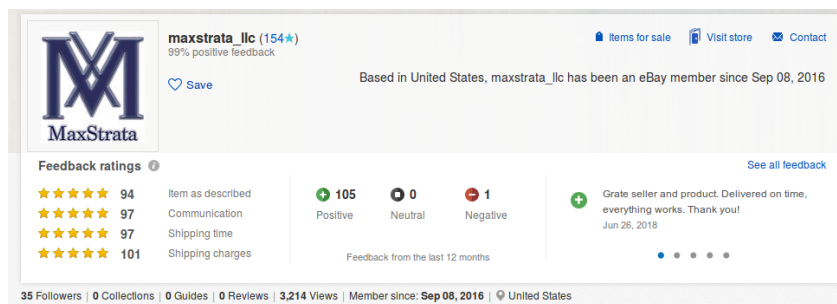 maxstrata_llc (154★)
99% positive feedback
Save
Items for sale
Visit store
Contact
Based in United States, maxstrata_llc has been an eBay member since Sep 08, 2016
MaxStrata
Feedback ratings
See all feedback
94 Item as described
97 Communication
97 Shipping time
101 Shipping charges
105 Positive
0 Neutral
1 Negative
Feedback from the last 12 months
Grate seller and product. Delivered on time,
everything works. Thank you!
Jun 26, 2018
35 Followers | 0 Collections | 0 Guides | 0 Reviews | 3,214 Views | Member since: Sep 08, 2016 | United States